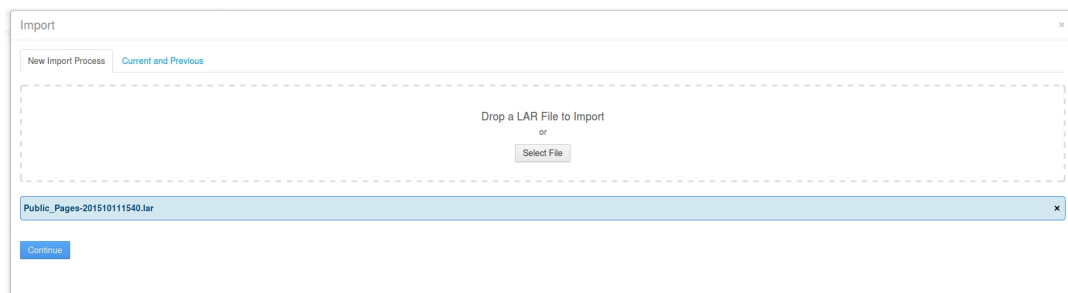 Import
×
New Import Process Current and Previous
Drop a LAR File to Import
or
Select File
Public_Pages-201510111540.lar ×
Continue